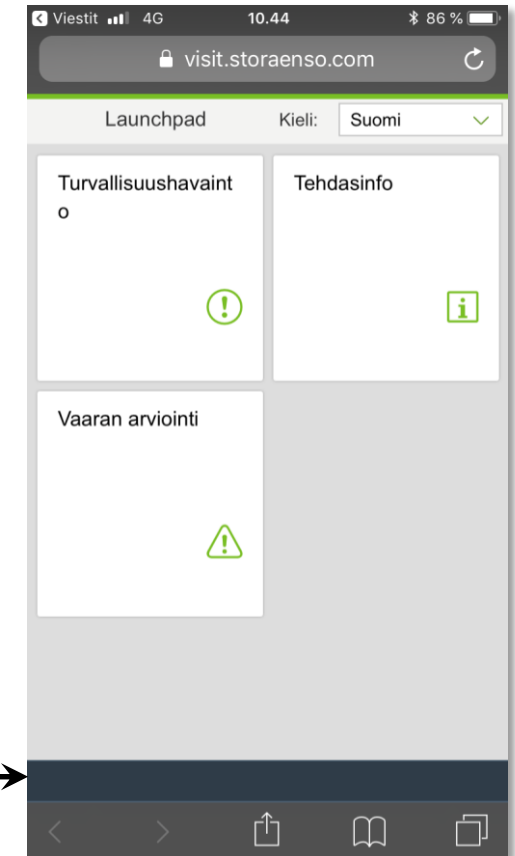 Viestit 4G 10.44 86 %
visit.storaenso.com
Launchpad Kieli: Suomi
Turvallisuushavaint
o
Tehdasinfo
Vaaran arviointi